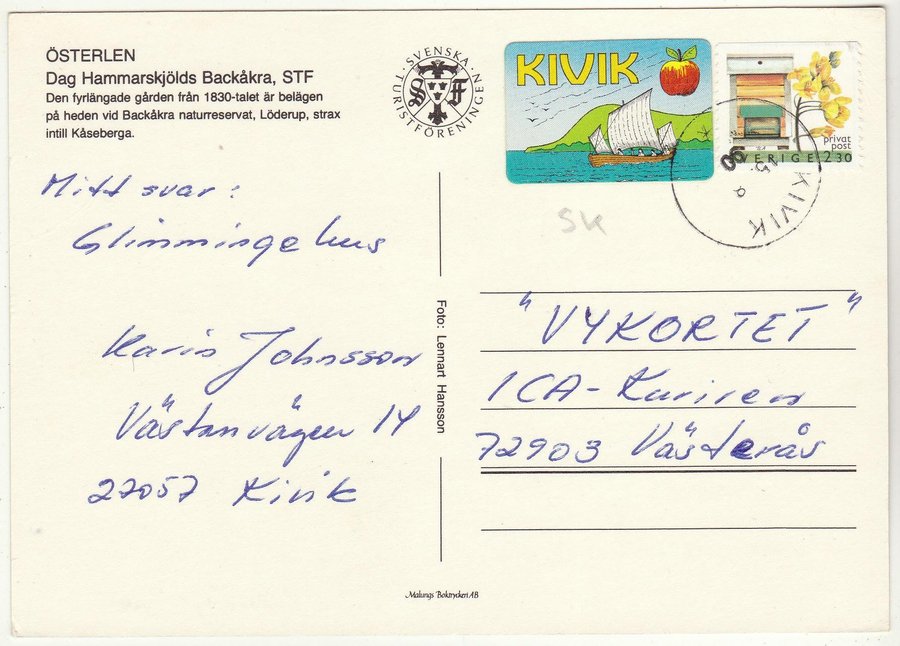 ÖSTERLEN
Dag Hammarskjölds Backåkra, STF
Den fyrlängade gården från 1830-talet är belägen
på heden vid Backåkra naturreservat, Löderup, strax
intill Kåseberga.
SVENSKA
TURISTFÖRENINGEN
KIVIK
privat
post
SVERIGE 2.30
KIVIK
SK
Mitt svar:
Glimmingehus
Karin Johnsson
Västanvägen 14
27057 Kivik
Foto: Lennart Hansson
"VYKORTET"
ICA-Kuriren
72903 Västerås
Malungs Boktryckeri AB